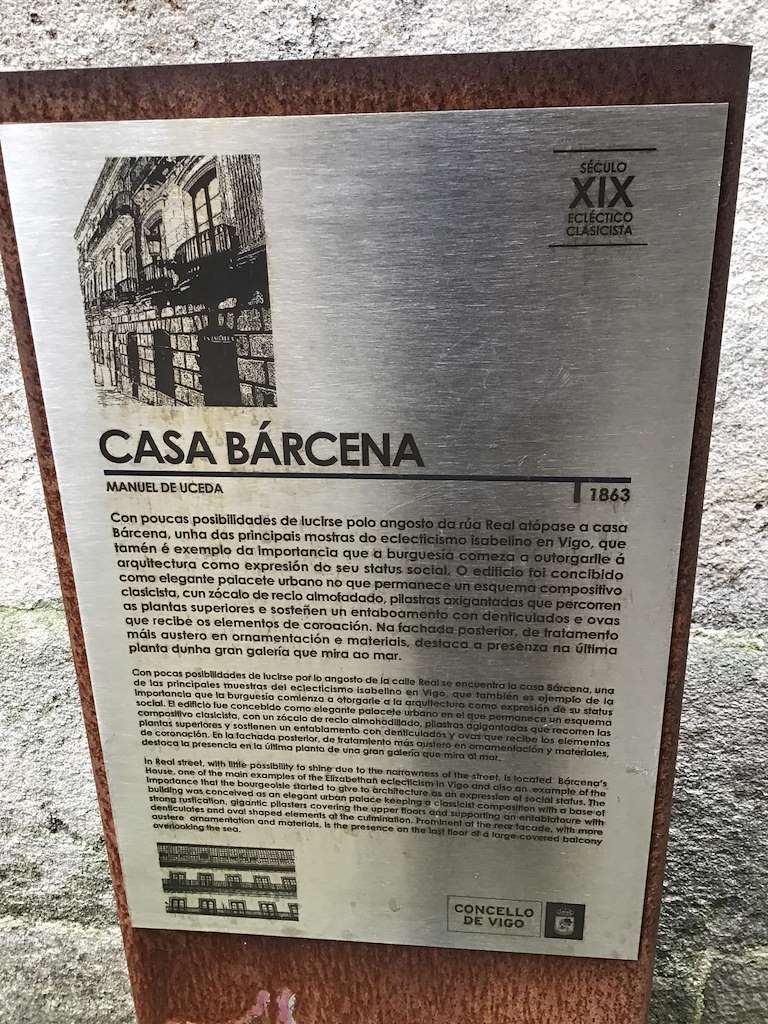 SÉCULO
XIX
ECLÉCTICO
CLASICISTA
CASA BÁRCENA
MANUEL DE UCEDA
1863
Con poucas posibilidades de lucirse polo angosto da rúa Real atópase a casa
Bárcena, unha das principais mostras do eclecticismo isabelino en Vigo, que
tamén é exemplo da importancia que a burguesía comeza a outorgarlle á
arquitectura como expresión do seu status social. O edificio foi concibido
como elegante palacete urbano no que permanece un esquema compositivo
clasicista, cun zócalo de recio almofadado, pilastras axigantadas que percorren
as plantas superiores e sosteñen un entaboamento con denticulados e ovas
que recibe os elementos de coroación. Na fachada posterior, de tratamento
máis austero en ornamentación e materiais, destaca a presenza na última
planta dunha gran galería que mira ao mar.
Con pocas posibilidades de lucirse por lo angosto de la calle Real se encuentra la casa Bárcena, una
de las principales muestras del eclecticismo isabelino en Vigo, que también es ejemplo de la
importancia que la burguesía comienza a otorgarle a la arquitectura como expresión de su status
social. El edificio fue concebido como elegante palacete urbano en el que permanece un esquema
compositivo clasicista, con un zócalo de recio almohadillado, pilastras agigantadas que recorren las
plantas superiores y sostienen un entablamento con denticulados y ovas que recibe los elementos
de coronación. En la fachada posterior, de tratamiento más austero en ornamentación y materiales,
destaca la presencia en la última planta de una gran galería que mira al mar.
In Real street, with little possibility to shine due to the narrowness of the street, is located Bárcena's
House, one of the main examples of the Elizabethan eclecticism in Vigo and also an example of the
importance that the bourgeoisie started to give to architecture as an expression of social status. The
building was conceived as an elegant urban palace keeping a classicist composition with a base of
strong rustication, gigantic pilasters covering the upper floors and supporting an entablature with
denticulates and oval shaped elements at the culmination. Prominent at the rear facade, with more
austere ornamentation and materials, is the presence on the last floor of a large covered balcony
overlooking the sea.
CONCELLO
DE VIGO